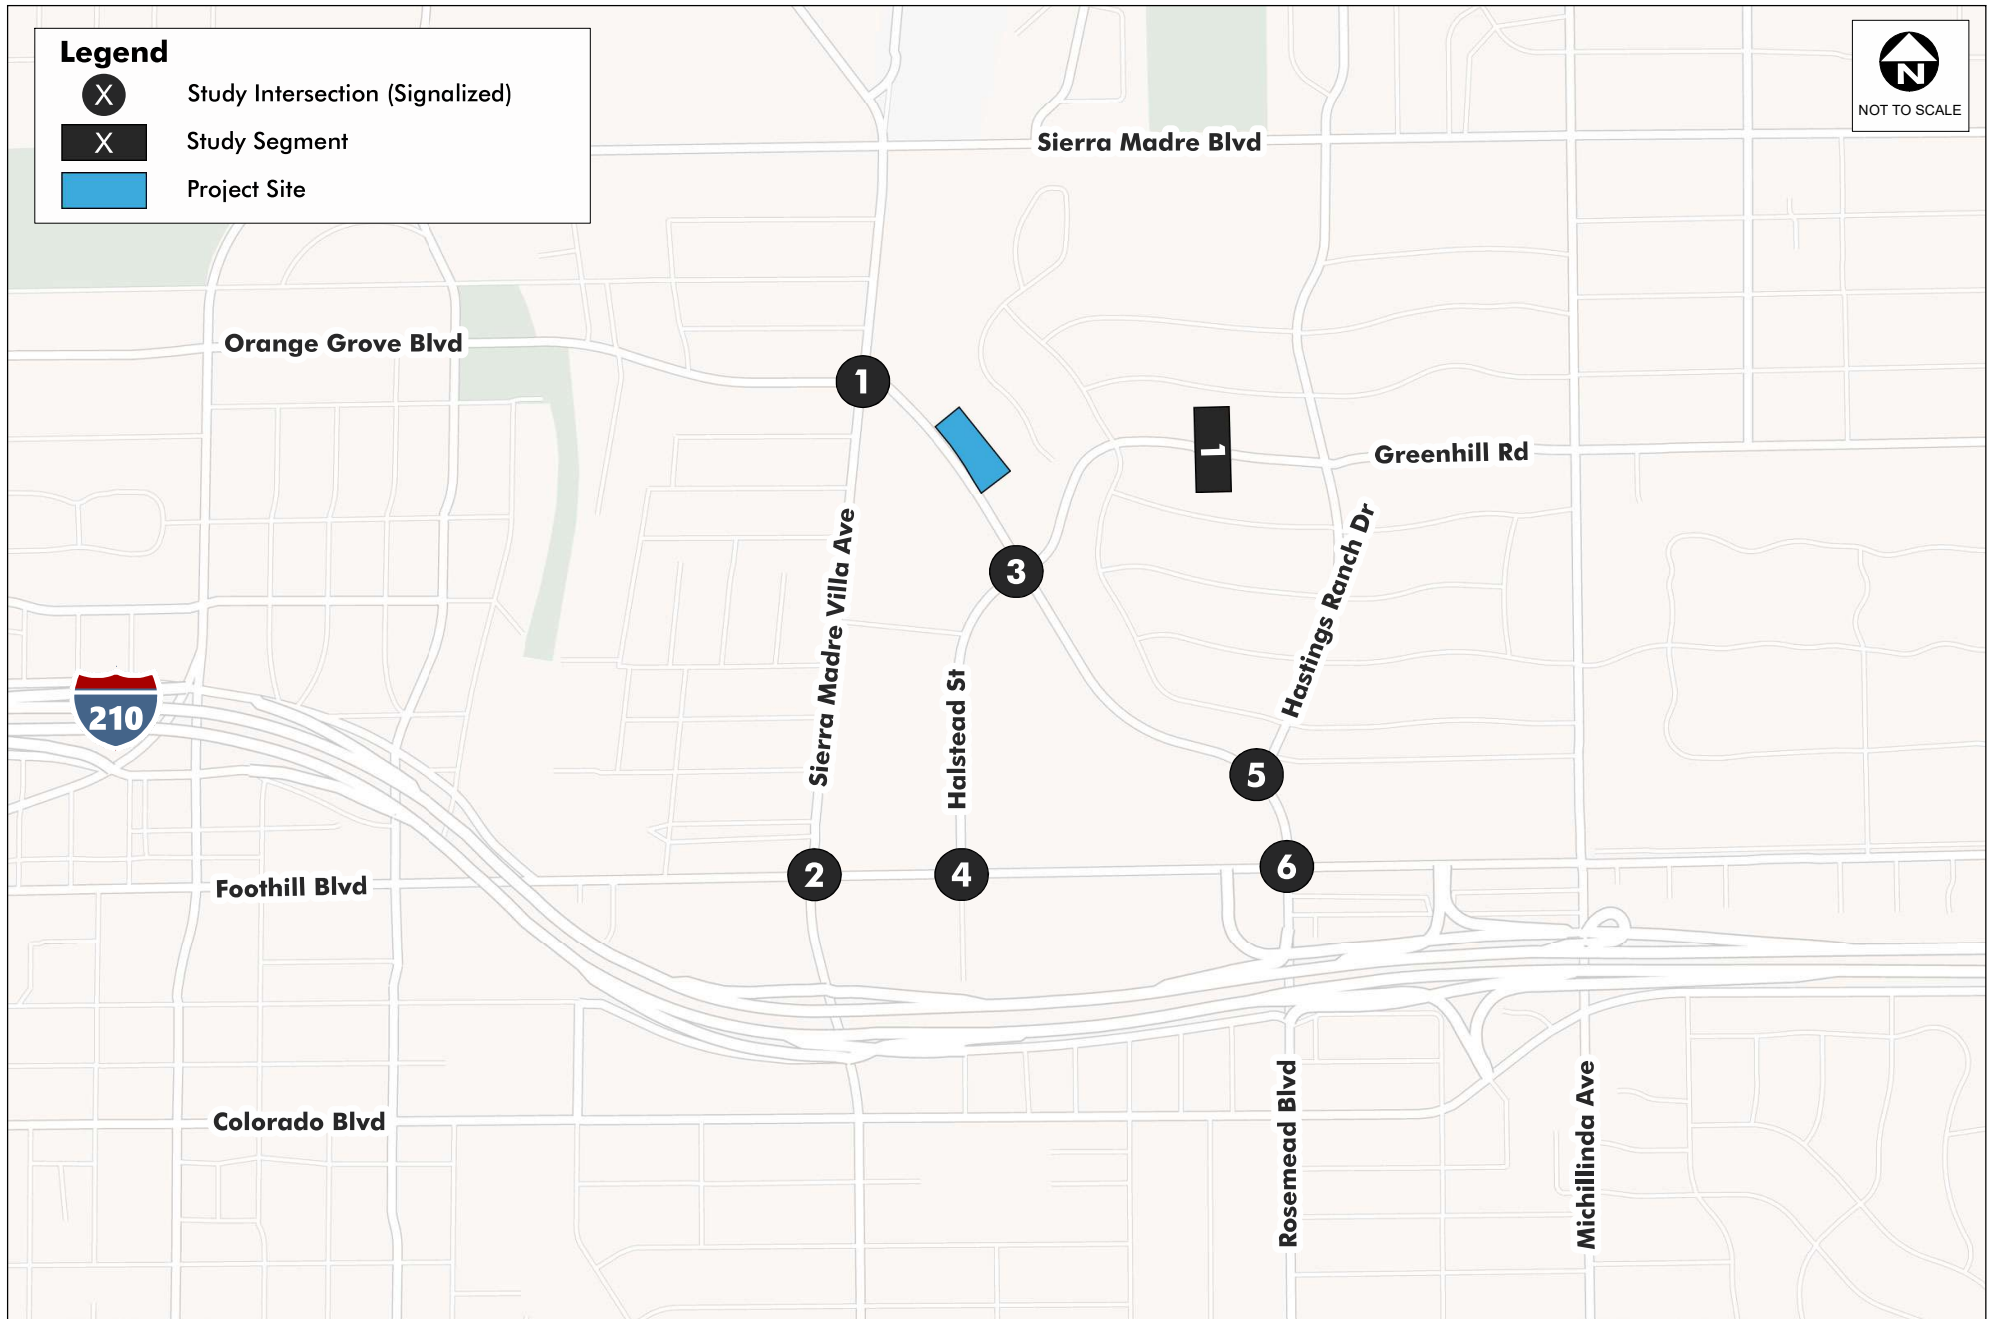 Legend
X Study Intersection (Signalized)
X Study Segment
Project Site
N
NOT TO SCALE
Sierra Madre Blvd
Orange Grove Blvd
1
1
Greenhill Rd
Sierra Madre Villa Ave
3
Hastings Ranch Dr
Halstead St
210
5
2
4
6
Foothill Blvd
Colorado Blvd
Rosemead Blvd
Michillinda Ave